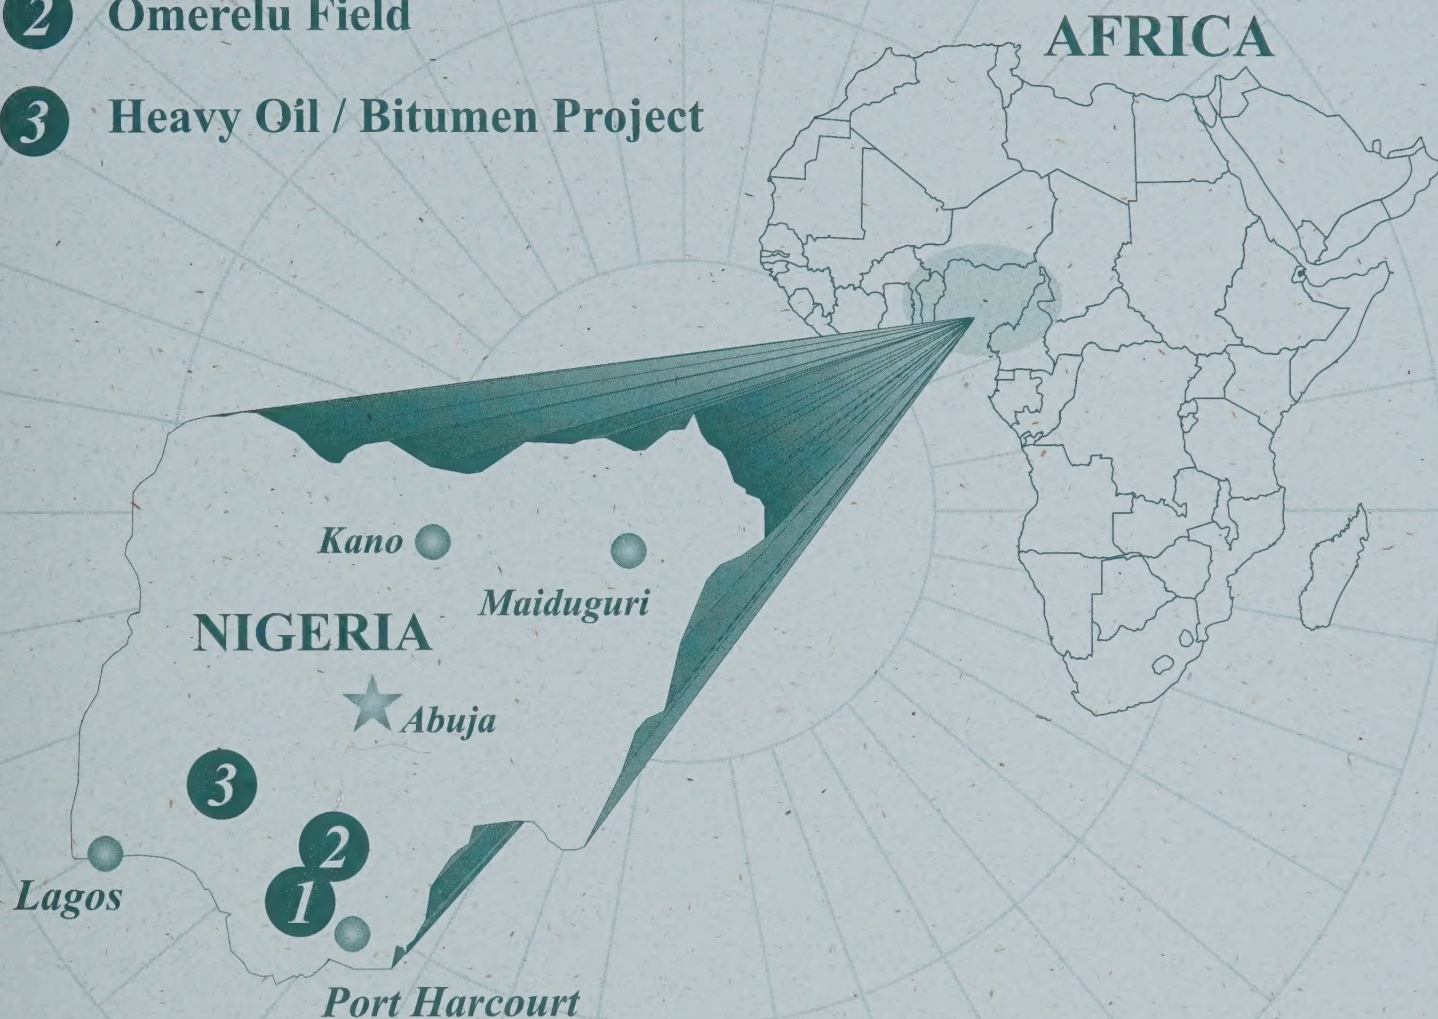 2 Omerelu Field
3 Heavy Oil / Bitumen Project
AFRICA
Kano
Maiduguri
NIGERIA
Abuja
3
2
1
Lagos
Port Harcourt